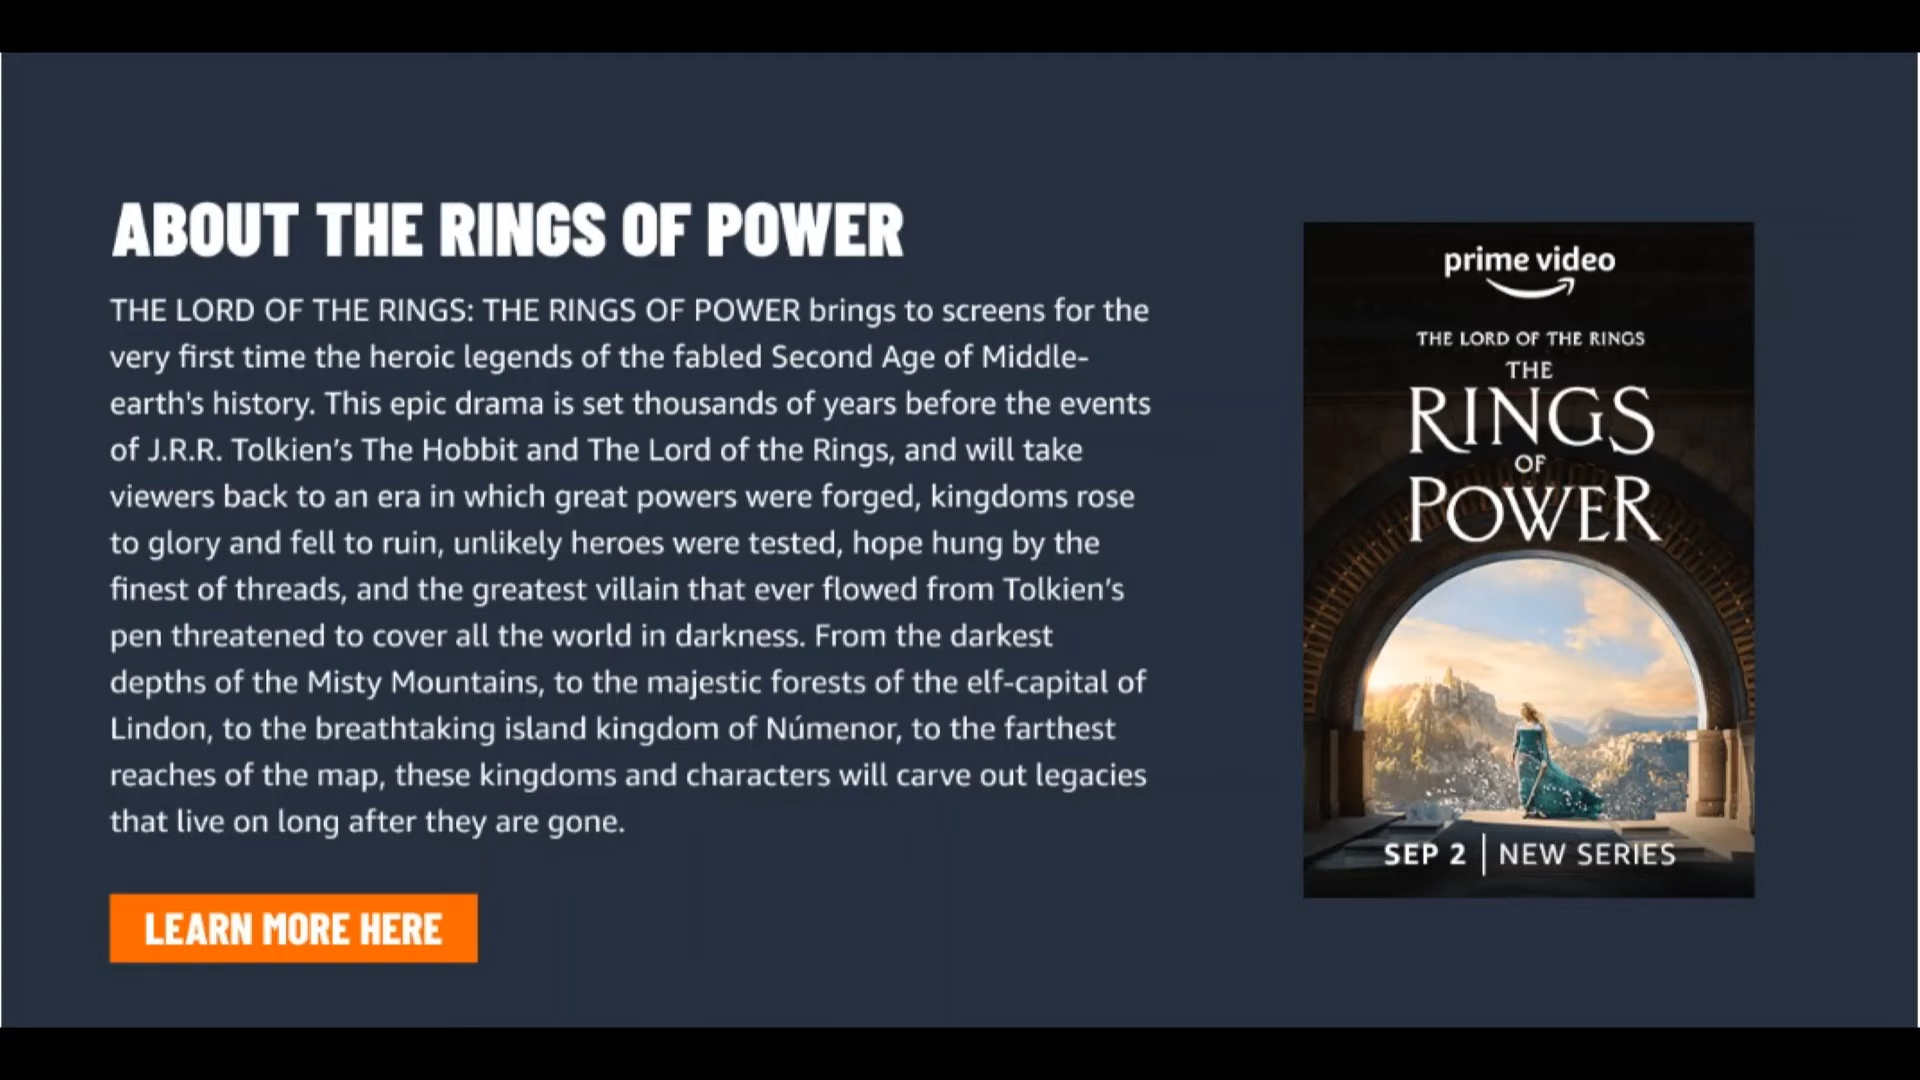 ABOUT THE RINGS OF POWER
THE LORD OF THE RINGS: THE RINGS OF POWER brings to screens for the
very first time the heroic legends of the fabled Second Age of Middle-
earth's history. This epic drama is set thousands of years before the events
of J.R.R. Tolkien’s The Hobbit and The Lord of the Rings, and will take
viewers back to an era in which great powers were forged, kingdoms rose
to glory and fell to ruin, unlikely heroes were tested, hope hung by the
finest of threads, and the greatest villain that ever flowed from Tolkien’s
pen threatened to cover all the world in darkness. From the darkest
depths of the Misty Mountains, to the majestic forests of the elf-capital of
Lindon, to the breathtaking island kingdom of Númenor, to the farthest
reaches of the map, these kingdoms and characters will carve out legacies
that live on long after they are gone.
LEARN MORE HERE
prime video
THE LORD OF THE RINGS
THE
RINGS
OF
POWER
SEP 2 | NEW SERIES